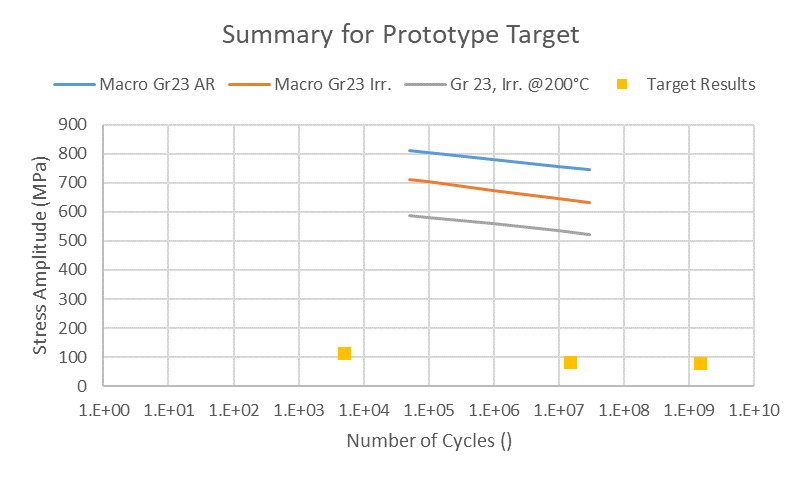 Summary for Prototype Target
Macro Gr23 AR
Macro Gr23 Irr.
Gr 23, Irr. @200°C
Target Results
900
800
700
600
500
400
300
200
100
0
Stress Amplitude (MPa)
1.E+00 1.E+01 1.E+02 1.E+03 1.E+04 1.E+05 1.E+06 1.E+07 1.E+08 1.E+09 1.E+10
Number of Cycles ()